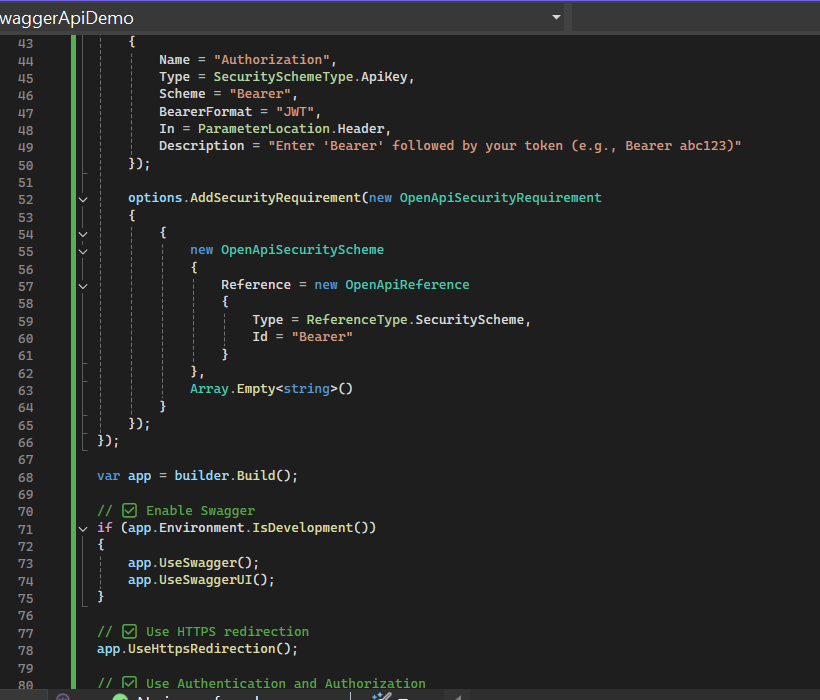 waggerApiDemo
43 {
44 Name = "Authorization",
45 Type = SecuritySchemeType.ApiKey,
46 Scheme = "Bearer",
47 BearerFormat = "JWT",
48 In = ParameterLocation.Header,
49 Description = "Enter 'Bearer' followed by your token (e.g., Bearer abc123)"
50 });
51
52 options.AddSecurityRequirement(new OpenApiSecurityRequirement
53 {
54 {
55 new OpenApiSecurityScheme
56 {
57 Reference = new OpenApiReference
58 {
59 Type = ReferenceType.SecurityScheme,
60 Id = "Bearer"
61 }
62 },
63 Array.Empty<string>()
64 }
65 });
66 });
67
68 var app = builder.Build();
69
70 // ✅ Enable Swagger
71 if (app.Environment.IsDevelopment())
72 {
73 app.UseSwagger();
74 app.UseSwaggerUI();
75 }
76
77 // ✅ Use HTTPS redirection
78 app.UseHttpsRedirection();
79
80 // ✅ Use Authentication and Authorization